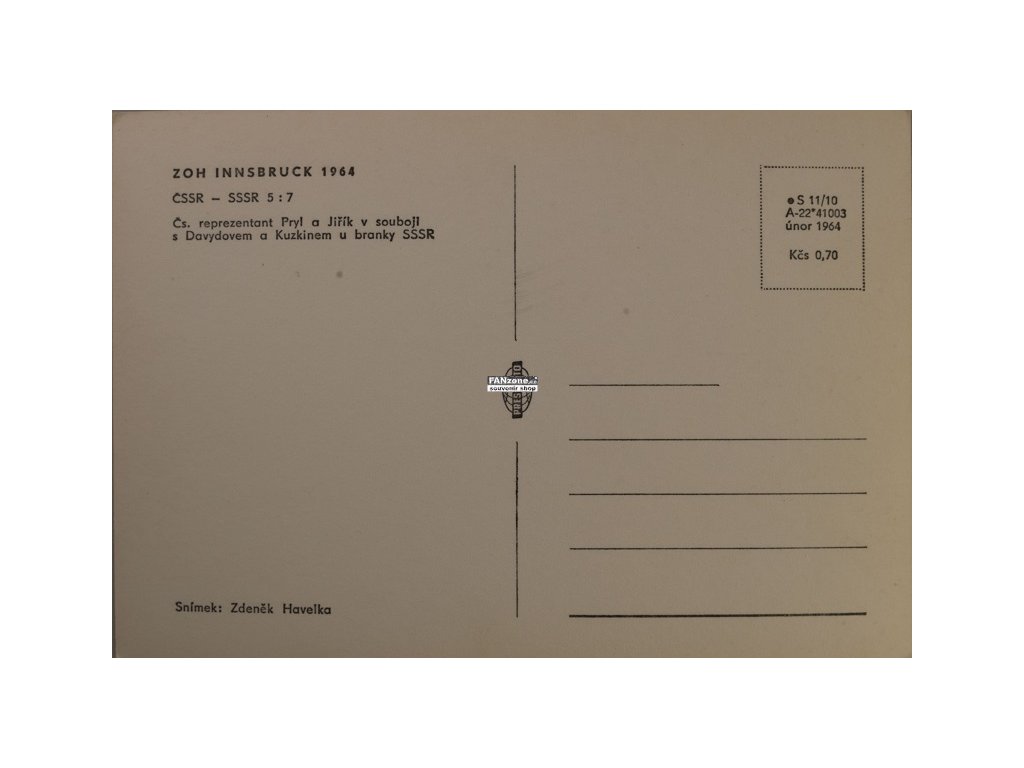 ZOH INNSBRUCK 1964
ČSSR – SSSR 5 : 7
Čs. reprezentant Pryl a Jiřík v souboji
s Davydovem a Kuzkinem u branky SSSR
Snímek: Zdeněk Havelka
FANzone.cz
souvenir shop
● S 11/10
A-22*41003
únor 1964
Kčs 0,70